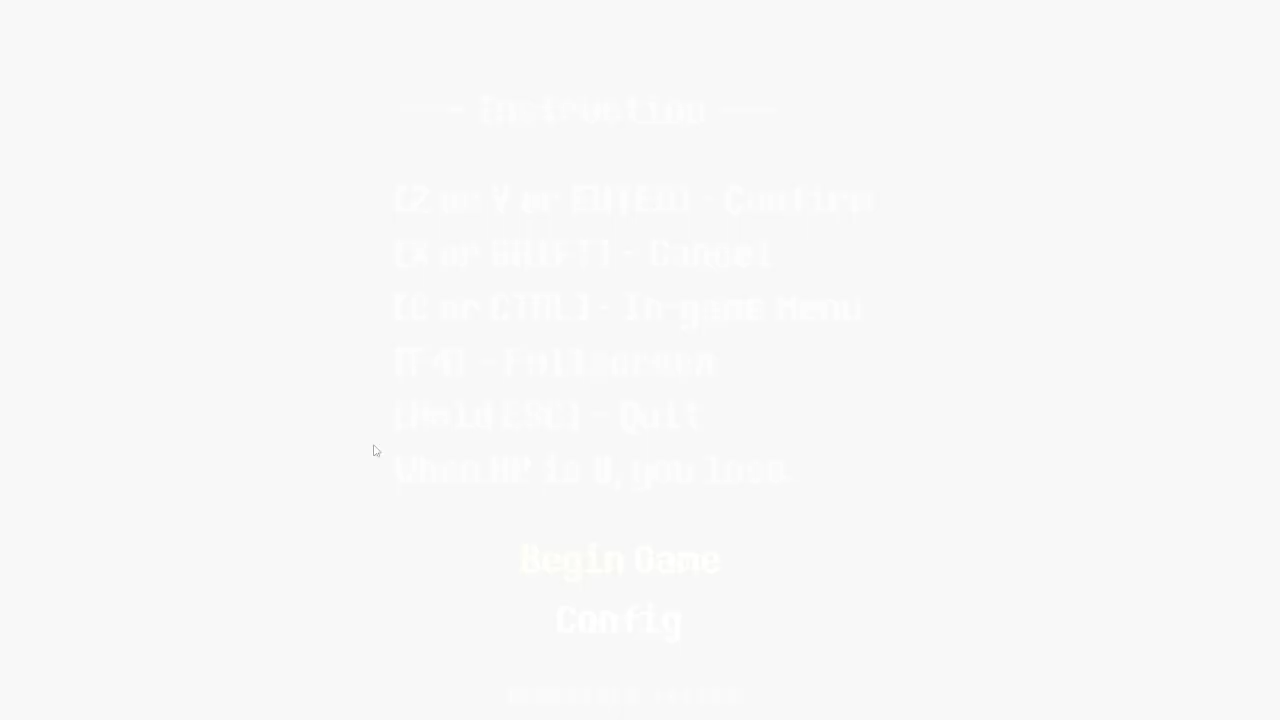 --- Instruction ---
[Z or Y or ENTER] - Confirm
[X or SHIFT] - Cancel
[C or CTRL] - In-game Menu
[F4] - Fullscreen
[Hold ESC] - Quit
When HP is 0, you lose.
Begin Game
Config